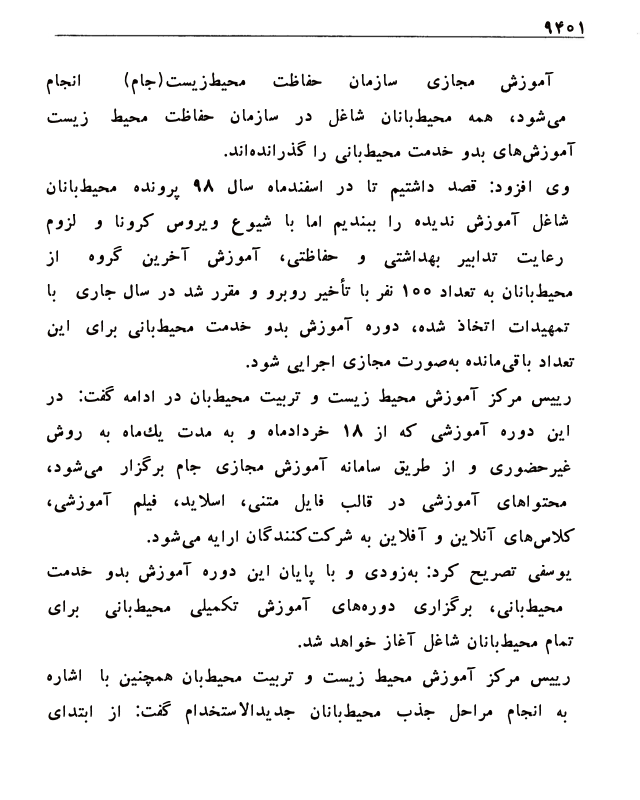 ۹۴۰۱
آموزش مجازی سازمان حفاظت محیط‌زیست(جام) انجام
می‌شود، همه محیط‌بانان شاغل در سازمان حفاظت محیط زیست
آموزش‌های بدو خدمت محیط‌بانی را گذرانده‌اند.
وی افزود: قصد داشتیم تا در اسفندماه سال ۹۸ پرونده محیط‌بانان
شاغل آموزش ندیده را ببندیم اما با شیوع ویروس کرونا و لزوم
رعایت تدابیر بهداشتی و حفاظتی، آموزش آخرین گروه از
محیط‌بانان به تعداد ۱۰۰ نفر با تأخیر روبرو و مقرر شد در سال جاری با
تمهیدات اتخاذ شده، دوره آموزش بدو خدمت محیط‌بانی برای این
تعداد باقی‌مانده به‌صورت مجازی اجرایی شود.
رییس مرکز آموزش محیط زیست و تربیت محیط‌بان در ادامه گفت: در
این دوره آموزشی که از ۱۸ خردادماه و به مدت یك‌ماه به روش
غیرحضوری و از طریق سامانه آموزش مجازی جام برگزار می‌شود،
محتواهای آموزشی در قالب فایل متنی، اسلاید، فیلم آموزشی،
کلاس‌های آنلاین و آفلاین به شرکت‌کنندگان ارایه می‌شود.
یوسفی تصریح کرد: به‌زودی و با پایان این دوره آموزش بدو خدمت
محیط‌بانی، برگزاری دوره‌های آموزش تکمیلی محیط‌بانی برای
تمام محیط‌بانان شاغل آغاز خواهد شد.
رییس مرکز آموزش محیط زیست و تربیت محیط‌بان همچنین با اشاره
به انجام مراحل جذب محیط‌بانان جدیدالاستخدام گفت: از ابتدای